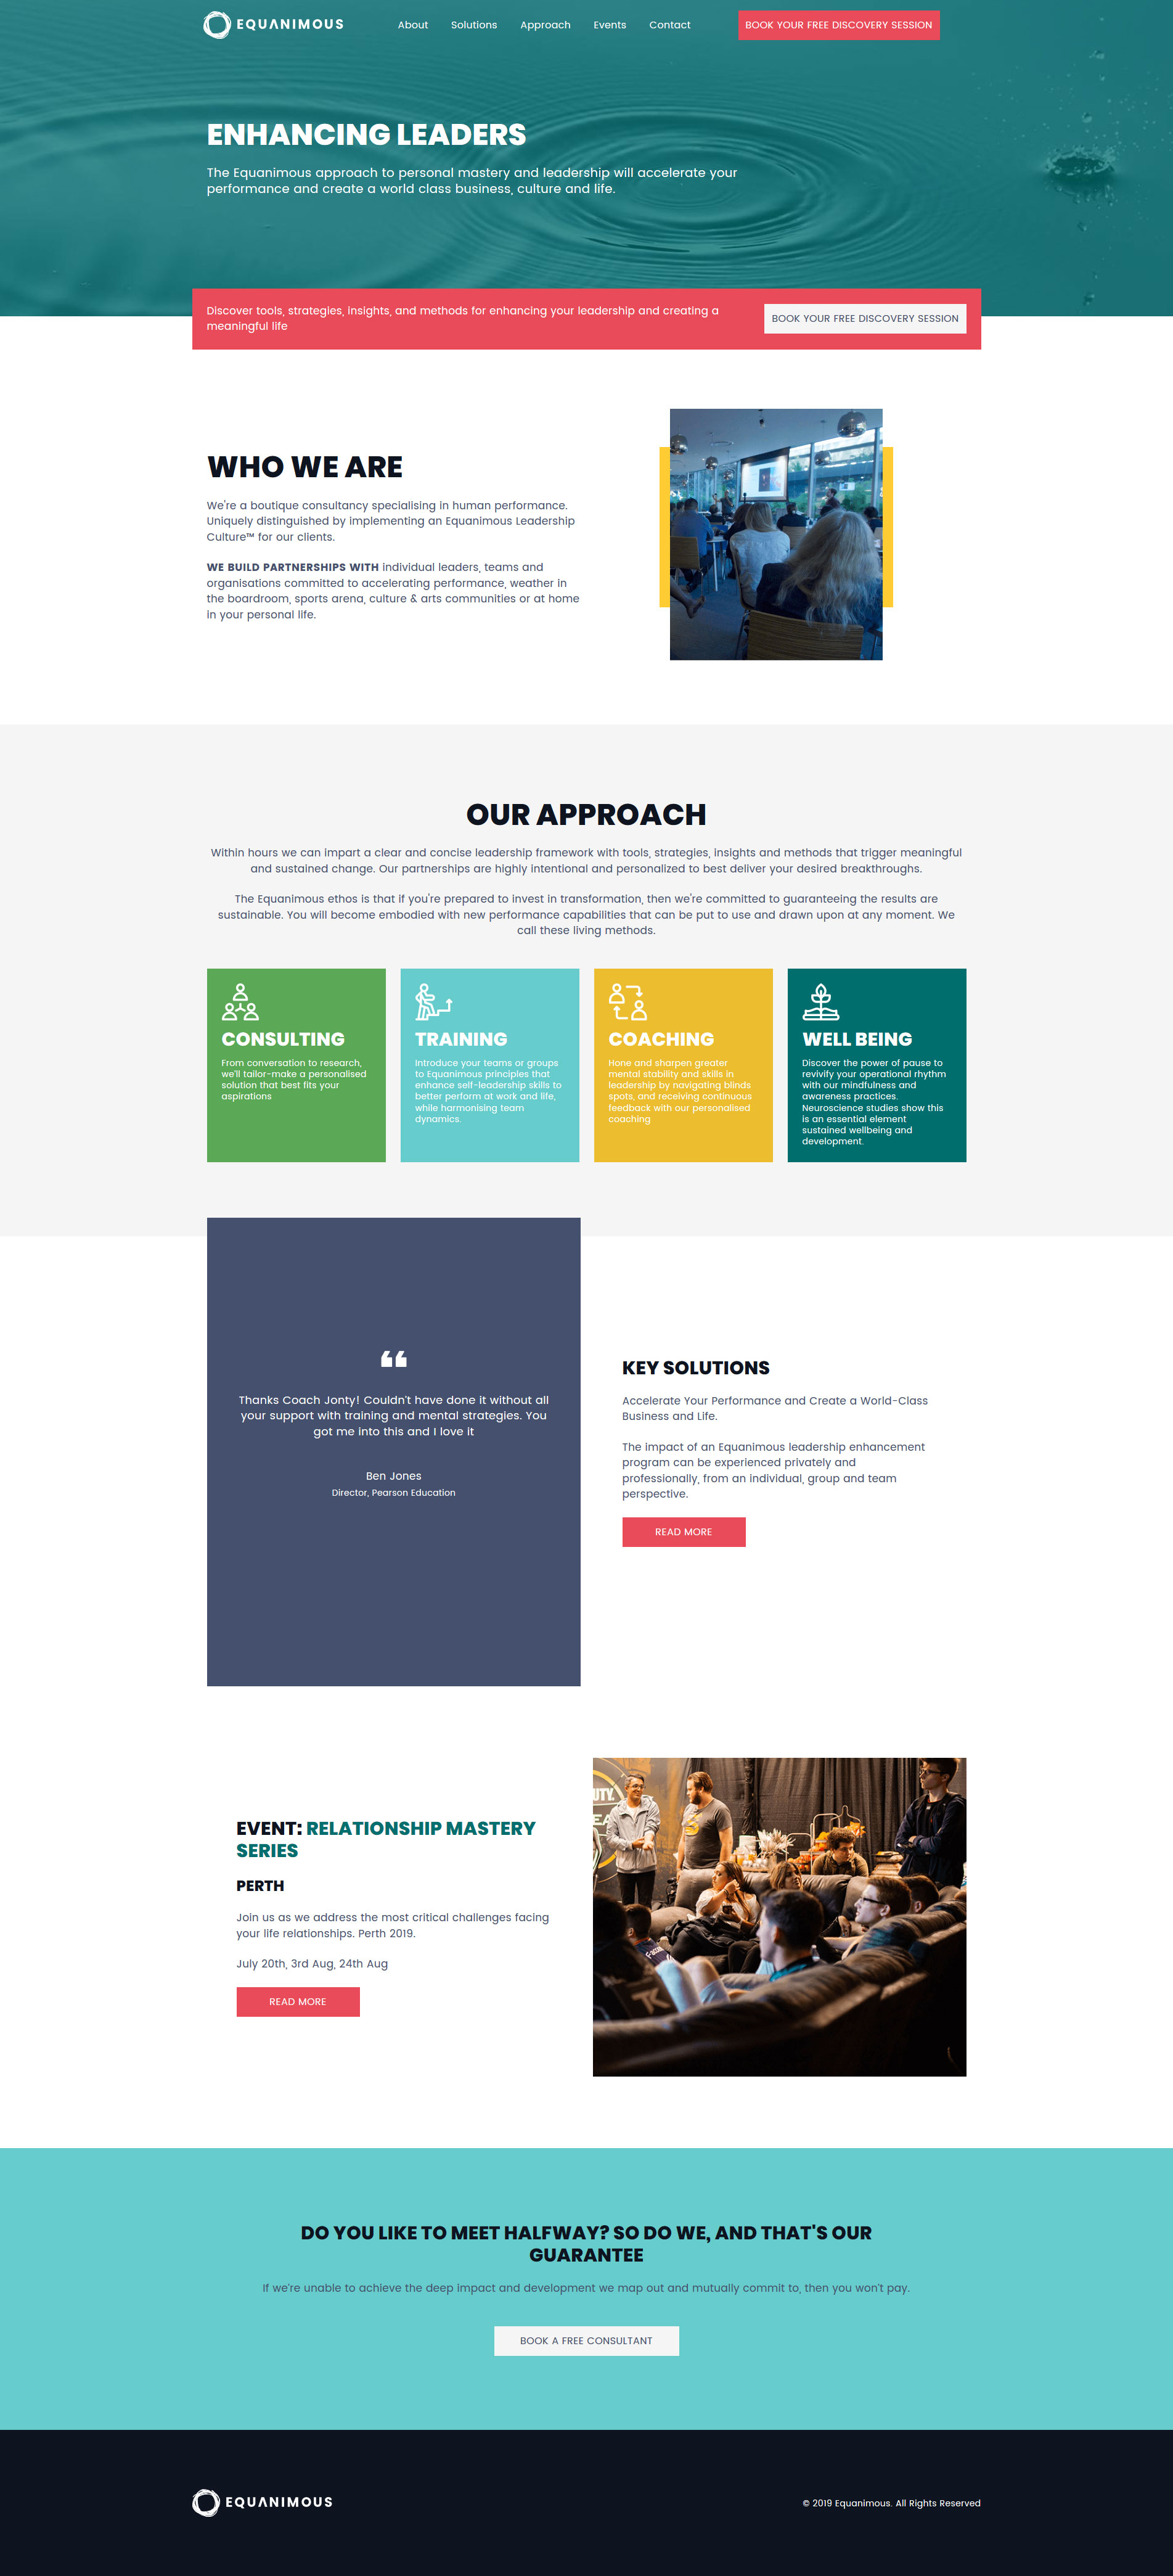 EQUANIMOUS
About Solutions Approach Events Contact BOOK YOUR FREE DISCOVERY SESSION
ENHANCING LEADERS
The Equanimous approach to personal mastery and leadership will accelerate your
performance and create a world class business, culture and life.
Discover tools, strategies, insights, and methods for enhancing your leadership and creating a
meaningful life
BOOK YOUR FREE DISCOVERY SESSION
WHO WE ARE
We're a boutique consultancy specialising in human performance.
Uniquely distinguished by implementing an Equanimous Leadership
Culture™ for our clients.
WE BUILD PARTNERSHIPS WITH individual leaders, teams and
organisations committed to accelerating performance, weather in
the boardroom, sports arena, culture & arts communities or at home
in your personal life.
OUR APPROACH
Within hours we can impart a clear and concise leadership framework with tools, strategies, insights and methods that trigger meaningful
and sustained change. Our partnerships are highly intentional and personalized to best deliver your desired breakthroughs.
The Equanimous ethos is that if you're prepared to invest in transformation, then we're committed to guaranteeing the results are
sustainable. You will become embodied with new performance capabilities that can be put to use and drawn upon at any moment. We
call these living methods.
CONSULTING
From conversation to research,
we'll tailor-make a personalised
solution that best fits your
aspirations
TRAINING
Introduce your teams or groups
to Equanimous principles that
enhance self-leadership skills to
better perform at work and life,
while harmonising team
dynamics.
COACHING
Hone and sharpen greater
mental stability and skills in
leadership by navigating blinds
spots, and receiving continuous
feedback with our personalised
coaching
WELL BEING
Discover the power of pause to
revivify your operational rhythm
with our mindfulness and
awareness practices.
Neuroscience studies show this
is an essential element
sustained wellbeing and
development.
“
Thanks Coach Jonty! Couldn't have done it without all
your support with training and mental strategies. You
got me into this and I love it
Ben Jones
Director, Pearson Education
KEY SOLUTIONS
Accelerate Your Performance and Create a World-Class
Business and Life.
The impact of an Equanimous leadership enhancement
program can be experienced privately and
professionally, from an individual, group and team
perspective.
READ MORE
EVENT: RELATIONSHIP MASTERY
SERIES
PERTH
Join us as we address the most critical challenges facing
your life relationships. Perth 2019.
July 20th, 3rd Aug, 24th Aug
READ MORE
DO YOU LIKE TO MEET HALFWAY? SO DO WE, AND THAT'S OUR
GUARANTEE
If we're unable to achieve the deep impact and development we map out and mutually commit to, then you won't pay.
BOOK A FREE CONSULTANT
EQUANIMOUS
© 2019 Equanimous. All Rights Reserved